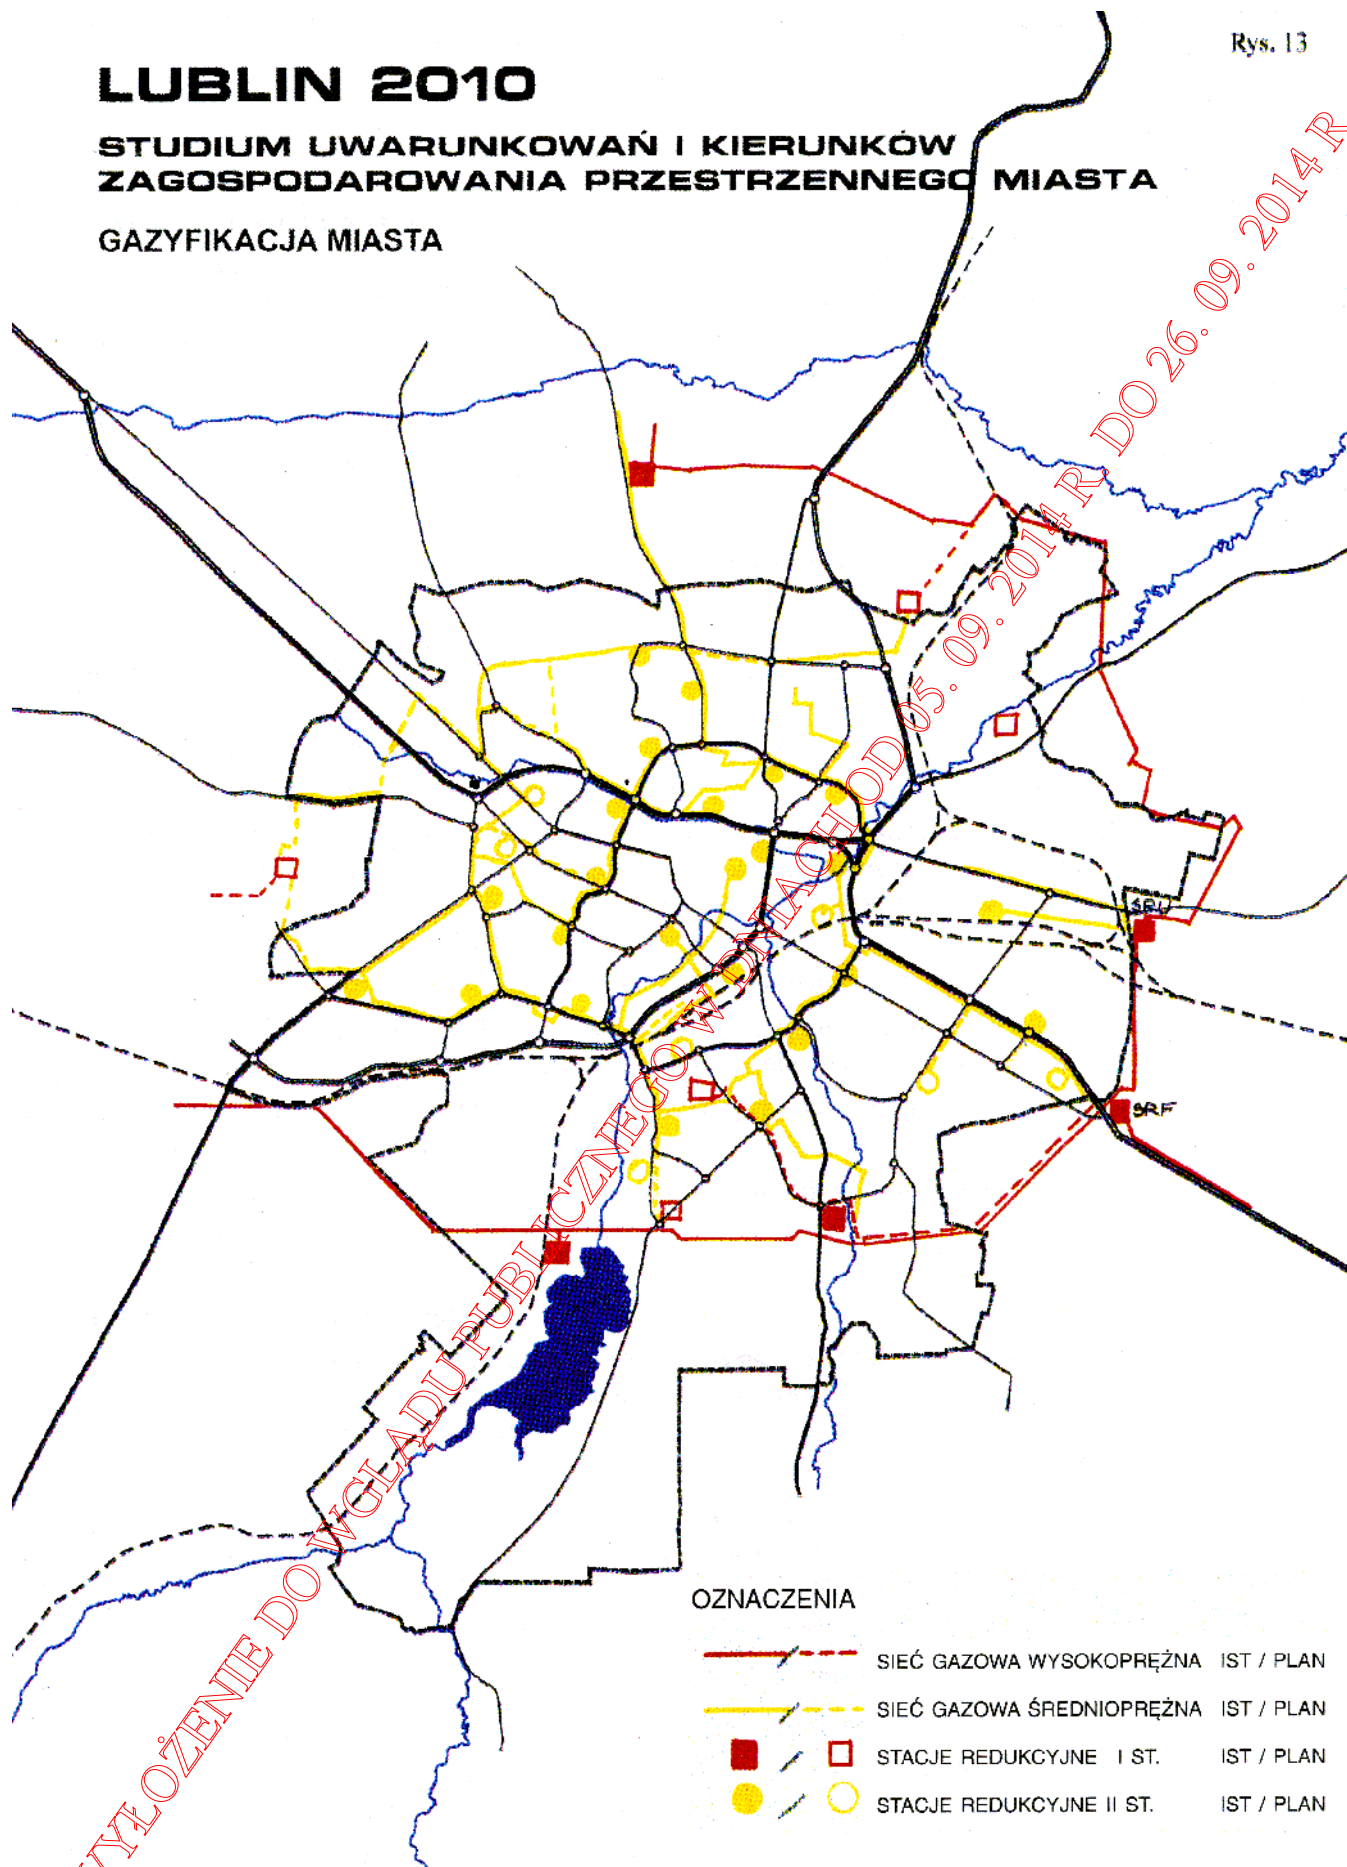 Rys. 13
LUBLIN 2010
STUDIUM UWARUNKOWAŃ I KIERUNKÓW
ZAGOSPODAROWANIA PRZESTRZENNEGO MIASTA
GAZYFIKACJA MIASTA
WYŁOŻENIE DO WGLĄDU PUBLICZNEGO W DNIACH OD 05. 09. 2014 R. DO 26. 09. 2014 R
SRF
OZNACZENIA
SIEĆ GAZOWA WYSOKOPRĘŻNA IST / PLAN
SIEĆ GAZOWA ŚREDNIOPRĘŻNA IST / PLAN
STACJE REDUKCYJNE I ST. IST / PLAN
STACJE REDUKCYJNE II ST. IST / PLAN